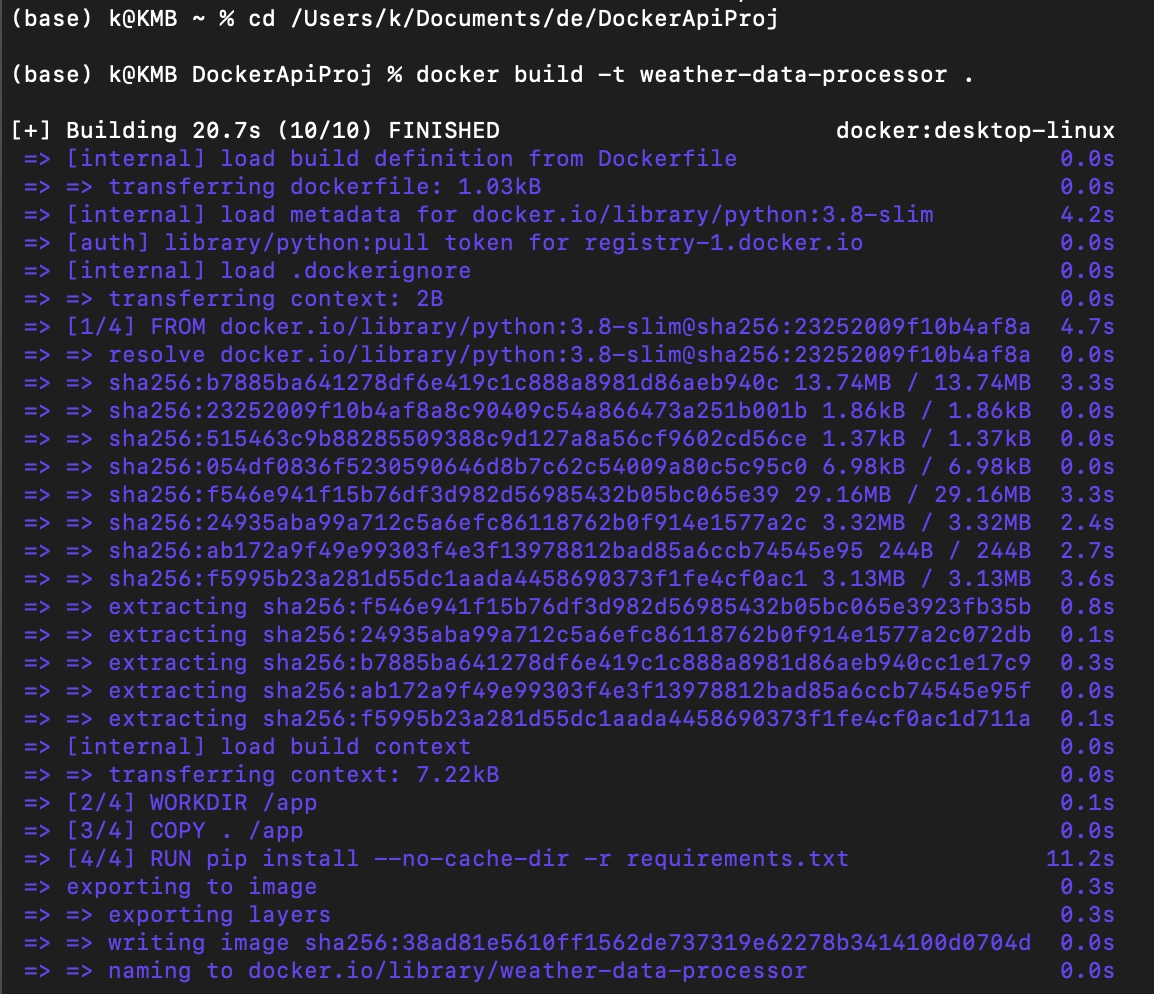 (base) k@KMB ~ % cd /Users/k/Documents/de/DockerApiProj
(base) k@KMB DockerApiProj % docker build -t weather-data-processor .
[+] Building 20.7s (10/10) FINISHED docker:desktop-linux
=> [internal] load build definition from Dockerfile 0.0s
=> => transferring dockerfile: 1.03kB 0.0s
=> [internal] load metadata for docker.io/library/python:3.8-slim 4.2s
=> [auth] library/python:pull token for registry-1.docker.io 0.0s
=> [internal] load .dockerignore 0.0s
=> => transferring context: 2B 0.0s
=> [1/4] FROM docker.io/library/python:3.8-slim@sha256:23252009f10b4af8a 4.7s
=> => resolve docker.io/library/python:3.8-slim@sha256:23252009f10b4af8a 0.0s
=> => sha256:b7885ba641278df6e419c1c888a8981d86aeb940c 13.74MB / 13.74MB 3.3s
=> => sha256:23252009f10b4af8a8c90409c54a866473a251b001b 1.86kB / 1.86kB 0.0s
=> => sha256:515463c9b88285509388c9d127a8a56cf9602cd56ce 1.37kB / 1.37kB 0.0s
=> => sha256:054df0836f5230590646d8b7c62c54009a80c5c95c0 6.98kB / 6.98kB 0.0s
=> => sha256:f546e941f15b76df3d982d56985432b05bc065e39 29.16MB / 29.16MB 3.3s
=> => sha256:24935aba99a712c5a6efc86118762b0f914e1577a2c 3.32MB / 3.32MB 2.4s
=> => sha256:ab172a9f49e99303f4e3f13978812bad85a6ccb74545e95 244B / 244B 2.7s
=> => sha256:f5995b23a281d55dc1aada4458690373f1fe4cf0ac1 3.13MB / 3.13MB 3.6s
=> => extracting sha256:f546e941f15b76df3d982d56985432b05bc065e3923fb35b 0.8s
=> => extracting sha256:24935aba99a712c5a6efc86118762b0f914e1577a2c072db 0.1s
=> => extracting sha256:b7885ba641278df6e419c1c888a8981d86aeb940cc1e17c9 0.3s
=> => extracting sha256:ab172a9f49e99303f4e3f13978812bad85a6ccb74545e95f 0.0s
=> => extracting sha256:f5995b23a281d55dc1aada4458690373f1fe4cf0ac1d711a 0.1s
=> [internal] load build context 0.0s
=> => transferring context: 7.22kB 0.0s
=> [2/4] WORKDIR /app 0.1s
=> [3/4] COPY . /app 0.0s
=> [4/4] RUN pip install --no-cache-dir -r requirements.txt 11.2s
=> exporting to image 0.3s
=> => exporting layers 0.3s
=> => writing image sha256:38ad81e5610ff1562de737319e62278b3414100d0704d 0.0s
=> => naming to docker.io/library/weather-data-processor 0.0s